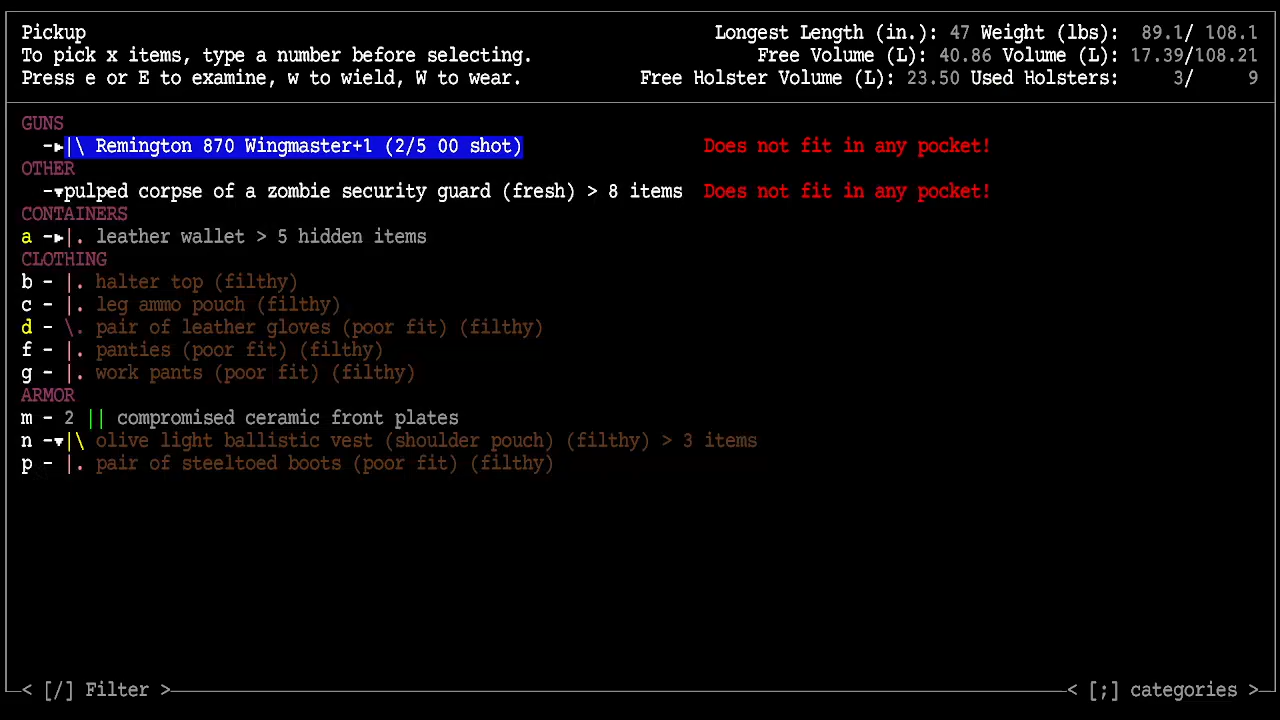 Pickup Longest Length (in.): 47 Weight (lbs): 89.1/ 108.1
To pick x items, type a number before selecting. Free Volume (L): 40.86 Volume (L): 17.39/108.21
Press e or E to examine, w to wield, W to wear. Free Holster Volume (L): 23.50 Used Holsters: 3/ 9
GUNS
-▸|\ Remington 870 Wingmaster+1 (2/5 00 shot) Does not fit in any pocket!
OTHER
-▾pulped corpse of a zombie security guard (fresh) > 8 items Does not fit in any pocket!
CONTAINERS
a -▸|. leather wallet > 5 hidden items
CLOTHING
b - |. halter top (filthy)
c - |. leg ammo pouch (filthy)
d - \. pair of leather gloves (poor fit) (filthy)
f - |. panties (poor fit) (filthy)
g - |. work pants (poor fit) (filthy)
ARMOR
m - 2 || compromised ceramic front plates
n -▾|\ olive light ballistic vest (shoulder pouch) (filthy) > 3 items
p - |. pair of steeltoed boots (poor fit) (filthy)
< [/] Filter > < [;] categories >